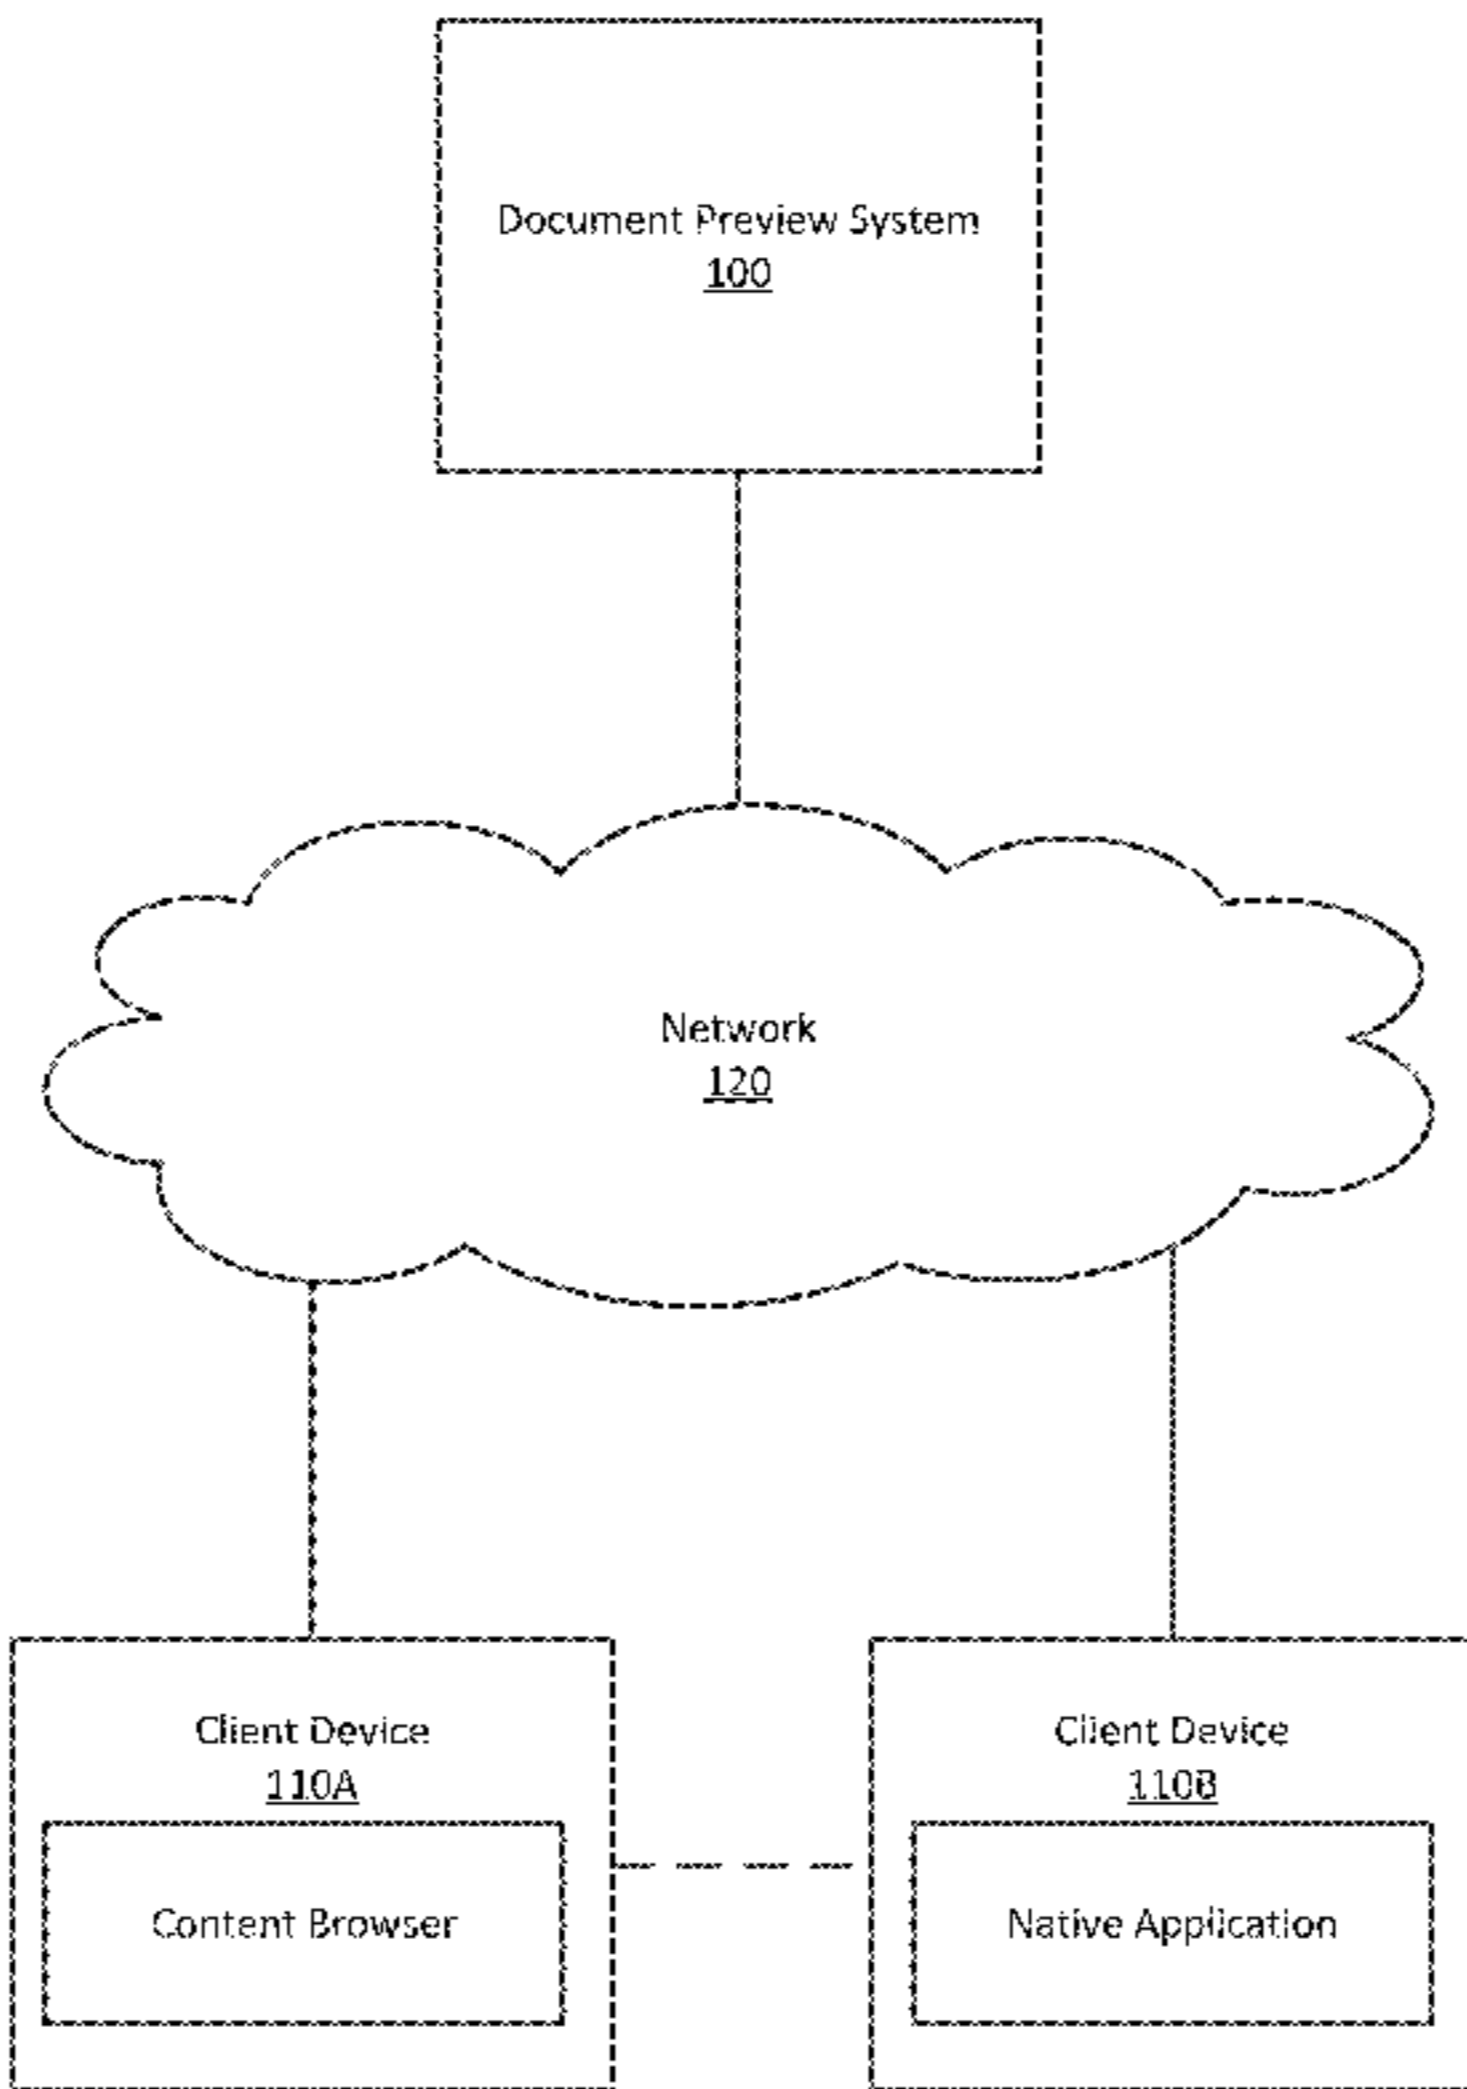 Document Preview System
100
Network
120
Client Device
110A
Content Browser
Client Device
110B
Native Application